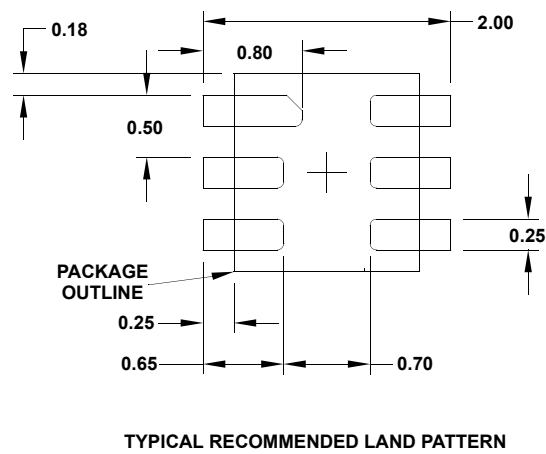 0.18
2.00
0.80
0.50
0.25
PACKAGE
OUTLINE
0.25
0.65
0.70
TYPICAL RECOMMENDED LAND PATTERN